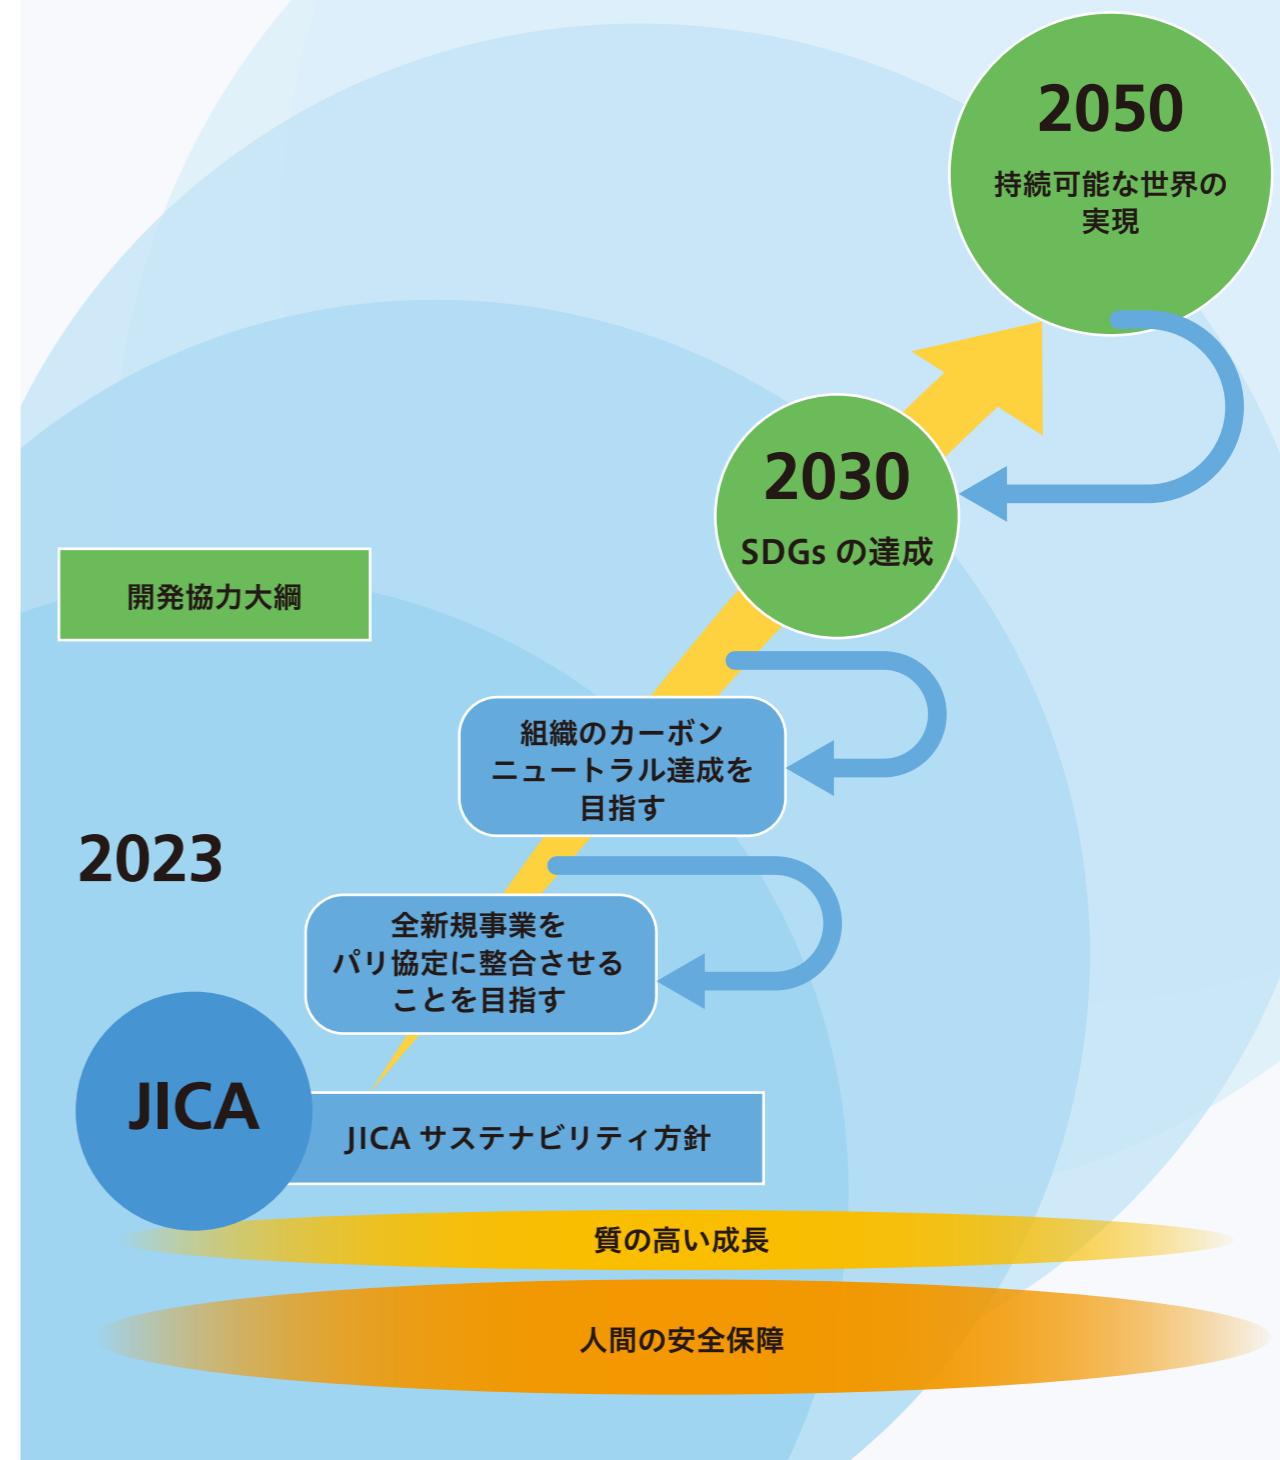 2050
持続可能な世界の
実現
2030
SDGs の達成
開発協力大綱
組織のカーボン
ニュートラル達成を
目指す
2023
全新規事業を
パリ協定に整合させる
ことを目指す
JICA
JICA サステナビリティ方針
質の高い成長
人間の安全保障